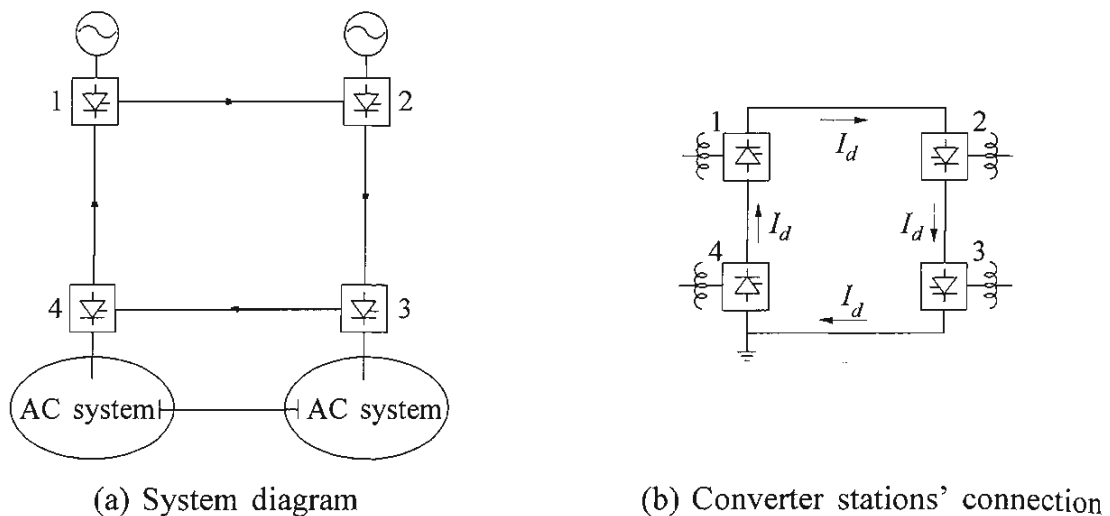 1
2
4
3
AC system
AC system
(a) System diagram
1
2
I_d
I_d
I_d
4
3
I_d
(b) Converter stations' connection